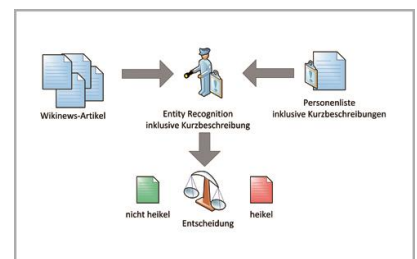 Wikinews-Artikel
Entity Recognition
inklusive Kurzbeschreibung
Personenliste
inklusive Kurzbeschreibungen
nicht heikel
Entscheidung
heikel